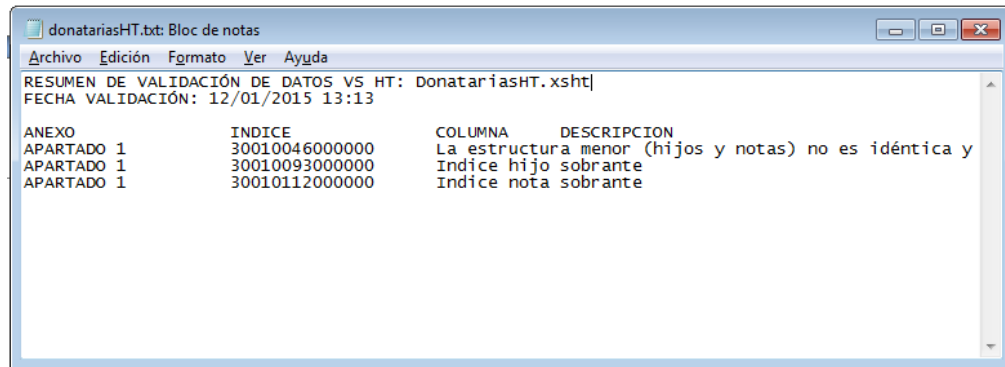 donatariasHT.txt: Bloc de notas
Archivo Edición Formato Ver Ayuda
RESUMEN DE VALIDACIÓN DE DATOS VS HT: DonatariasHT.xsht
FECHA VALIDACIÓN: 12/01/2015 13:13
ANEXO INDICE COLUMNA DESCRIPCION
APARTADO 1 30010046000000 La estructura menor (hijos y notas) no es idéntica y
APARTADO 1 30010093000000 Indice hijo sobrante
APARTADO 1 30010112000000 Indice nota sobrante